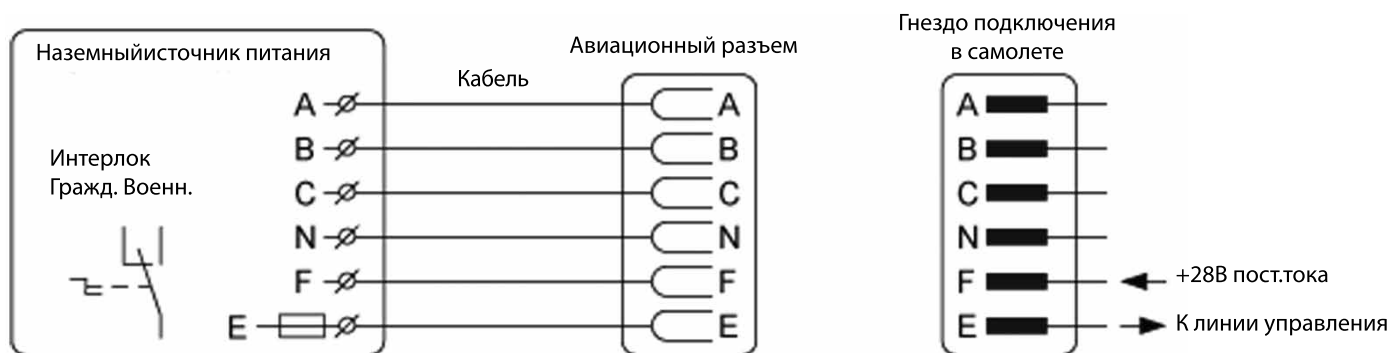 Наземныйисточник питания
Кабель
Авиационный разъем
Гнездо подключения
в самолете
Интерлок
Гражд. Военн.
A
B
C
N
F
E
A
B
C
N
F
E
A
B
C
N
F
E
+28В пост.тока
К линии управления